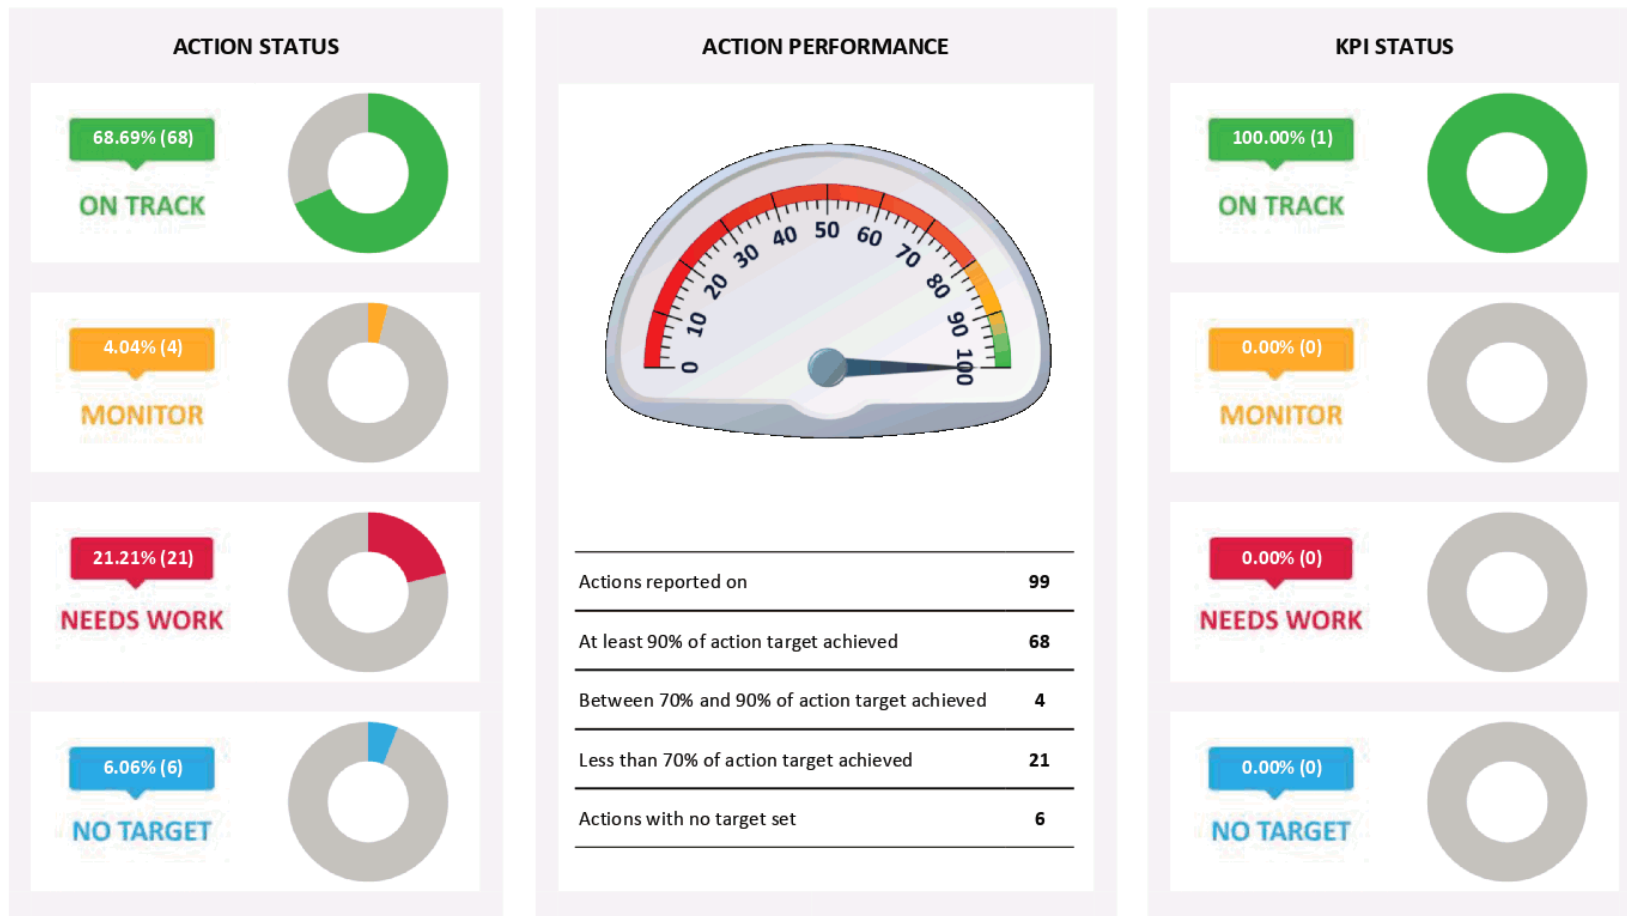 ACTION STATUS
68.69% (68)
ON TRACK
4.04% (4)
MONITOR
21.21% (21)
NEEDS WORK
6.06% (6)
NO TARGET
ACTION PERFORMANCE
0
10
20
30
40
50
60
70
80
90
100
Actions reported on 99
At least 90% of action target achieved 68
Between 70% and 90% of action target achieved 4
Less than 70% of action target achieved 21
Actions with no target set 6
KPI STATUS
100.00% (1)
ON TRACK
0.00% (0)
MONITOR
0.00% (0)
NEEDS WORK
0.00% (0)
NO TARGET